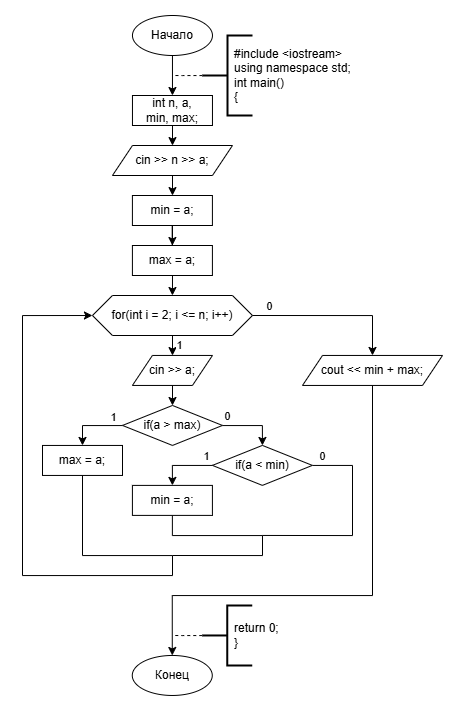 Начало
#include <iostream>
using namespace std;
int main()
{
int n, a,
min, max;
cin >> n >> a;
min = a;
max = a;
for(int i = 2; i <= n; i++)
0
1
cin >> a;
cout << min + max;
if(a > max)
1
0
max = a;
if(a < min)
1
0
min = a;
return 0;
}
Конец